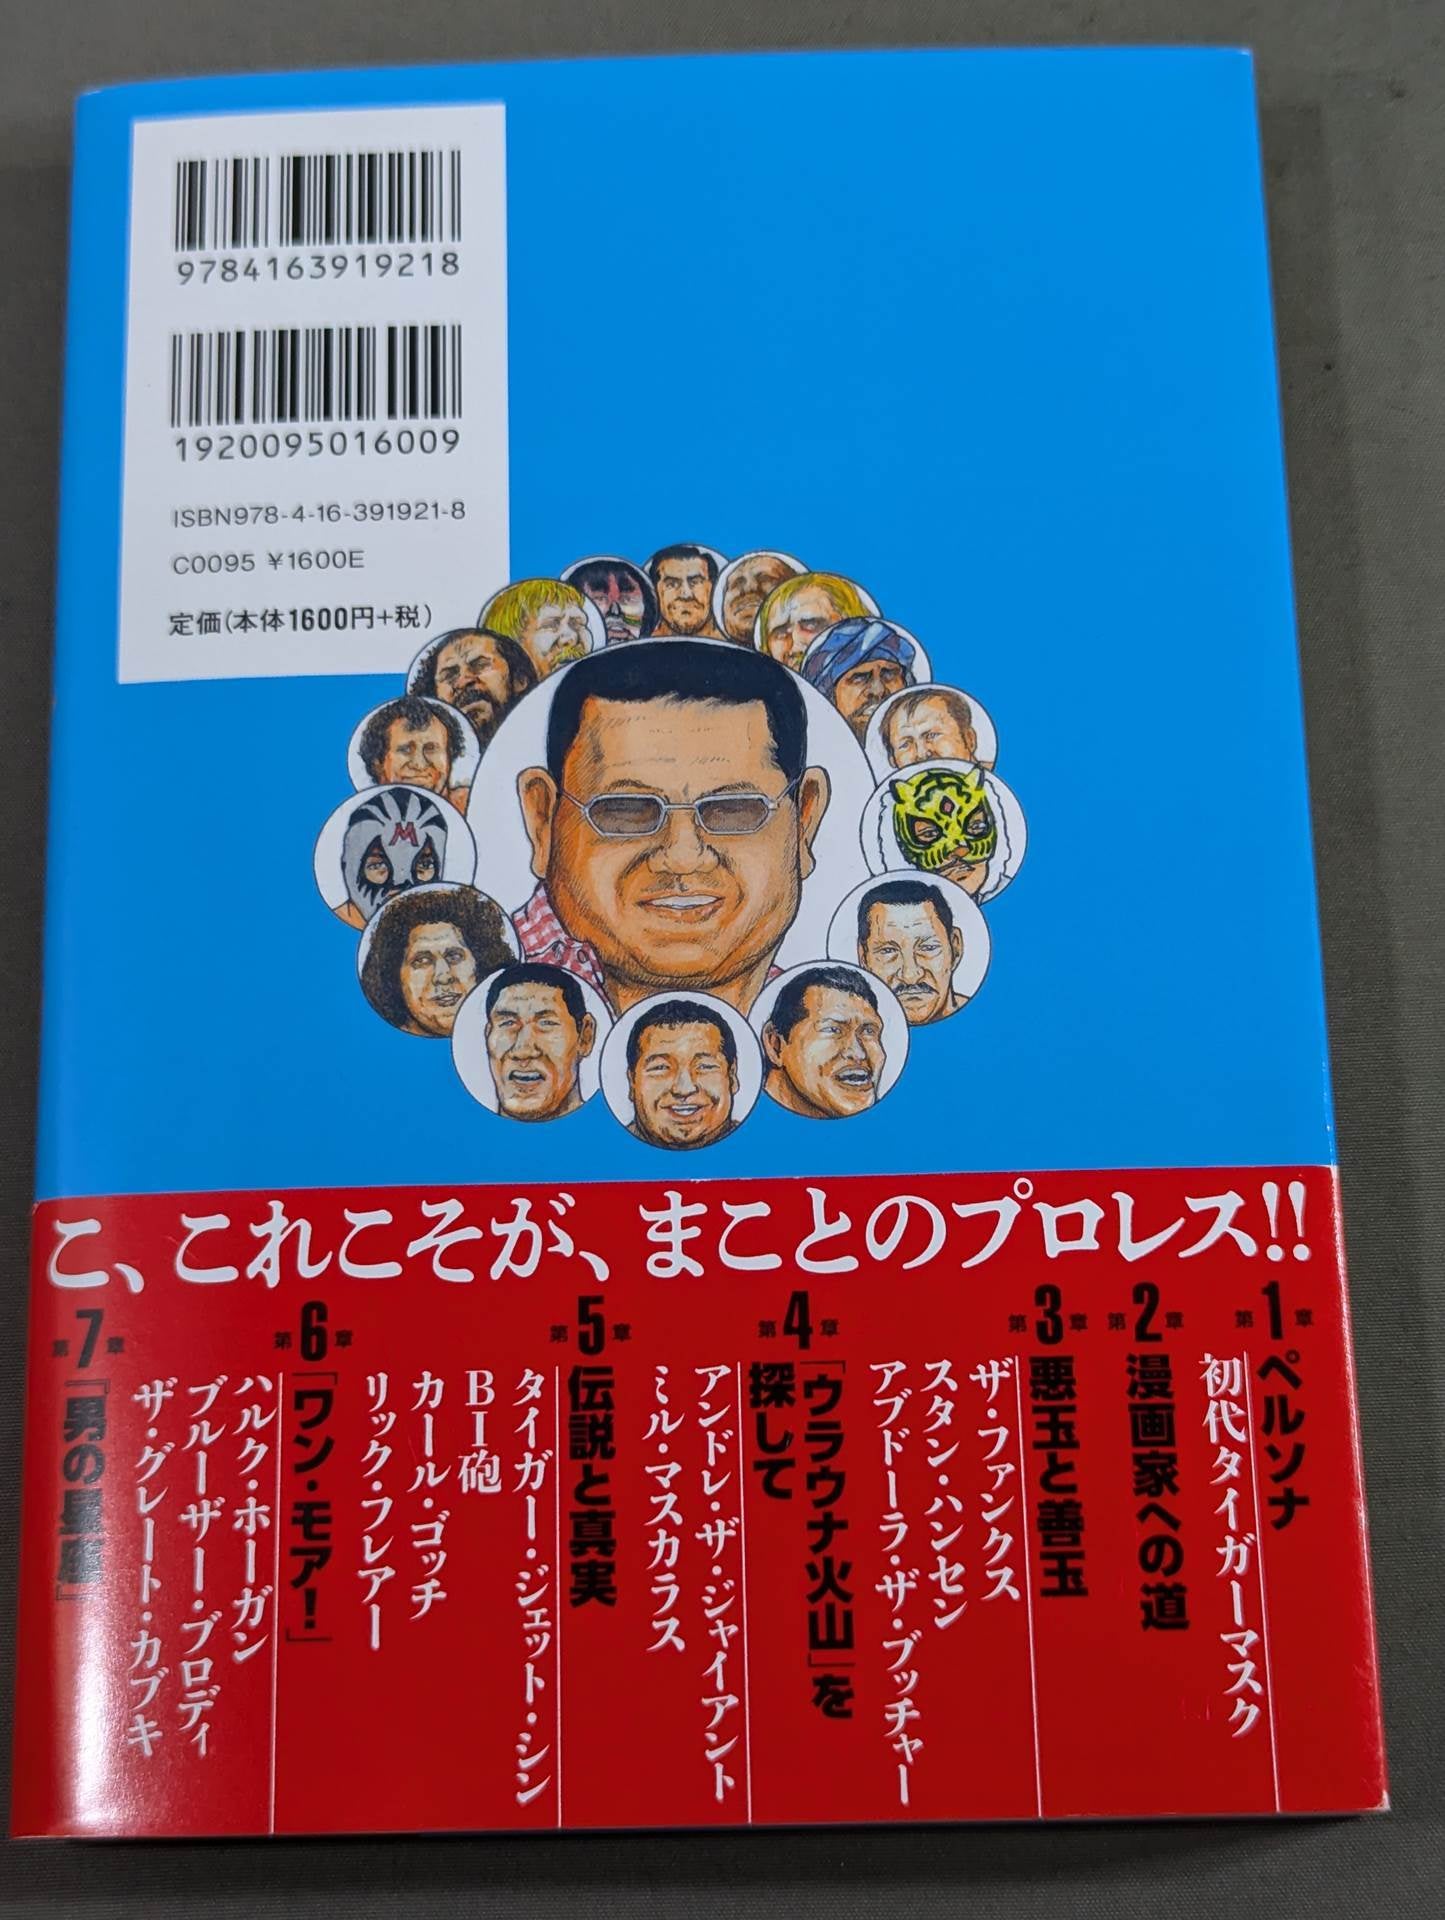 9784163919218
1920095016009
ISBN978-4-16-391921-8
C0095 ¥1600E
定価(本体1600円+税)
こ、これこそが、まことのプロレス!!
第1章 ペルソナ
初代タイガーマスク
第2章 漫画家への道
第3章 悪玉と善玉
ザ・ファンクス
スタン・ハンセン
アブドーラ・ザ・ブッチャー
第4章 「ウラウナ火山」を
探して
アンドレ・ザ・ジャイアント
ミル・マスカラス
第5章 伝説と真実
タイガー・ジェット・シン
BI砲
カール・ゴッチ
リック・フレアー
第6章 「ワン・モア!」
ハルク・ホーガン
ブルーザー・ブロディ
ザ・グレート・カブキ
第7章 「男の星座」